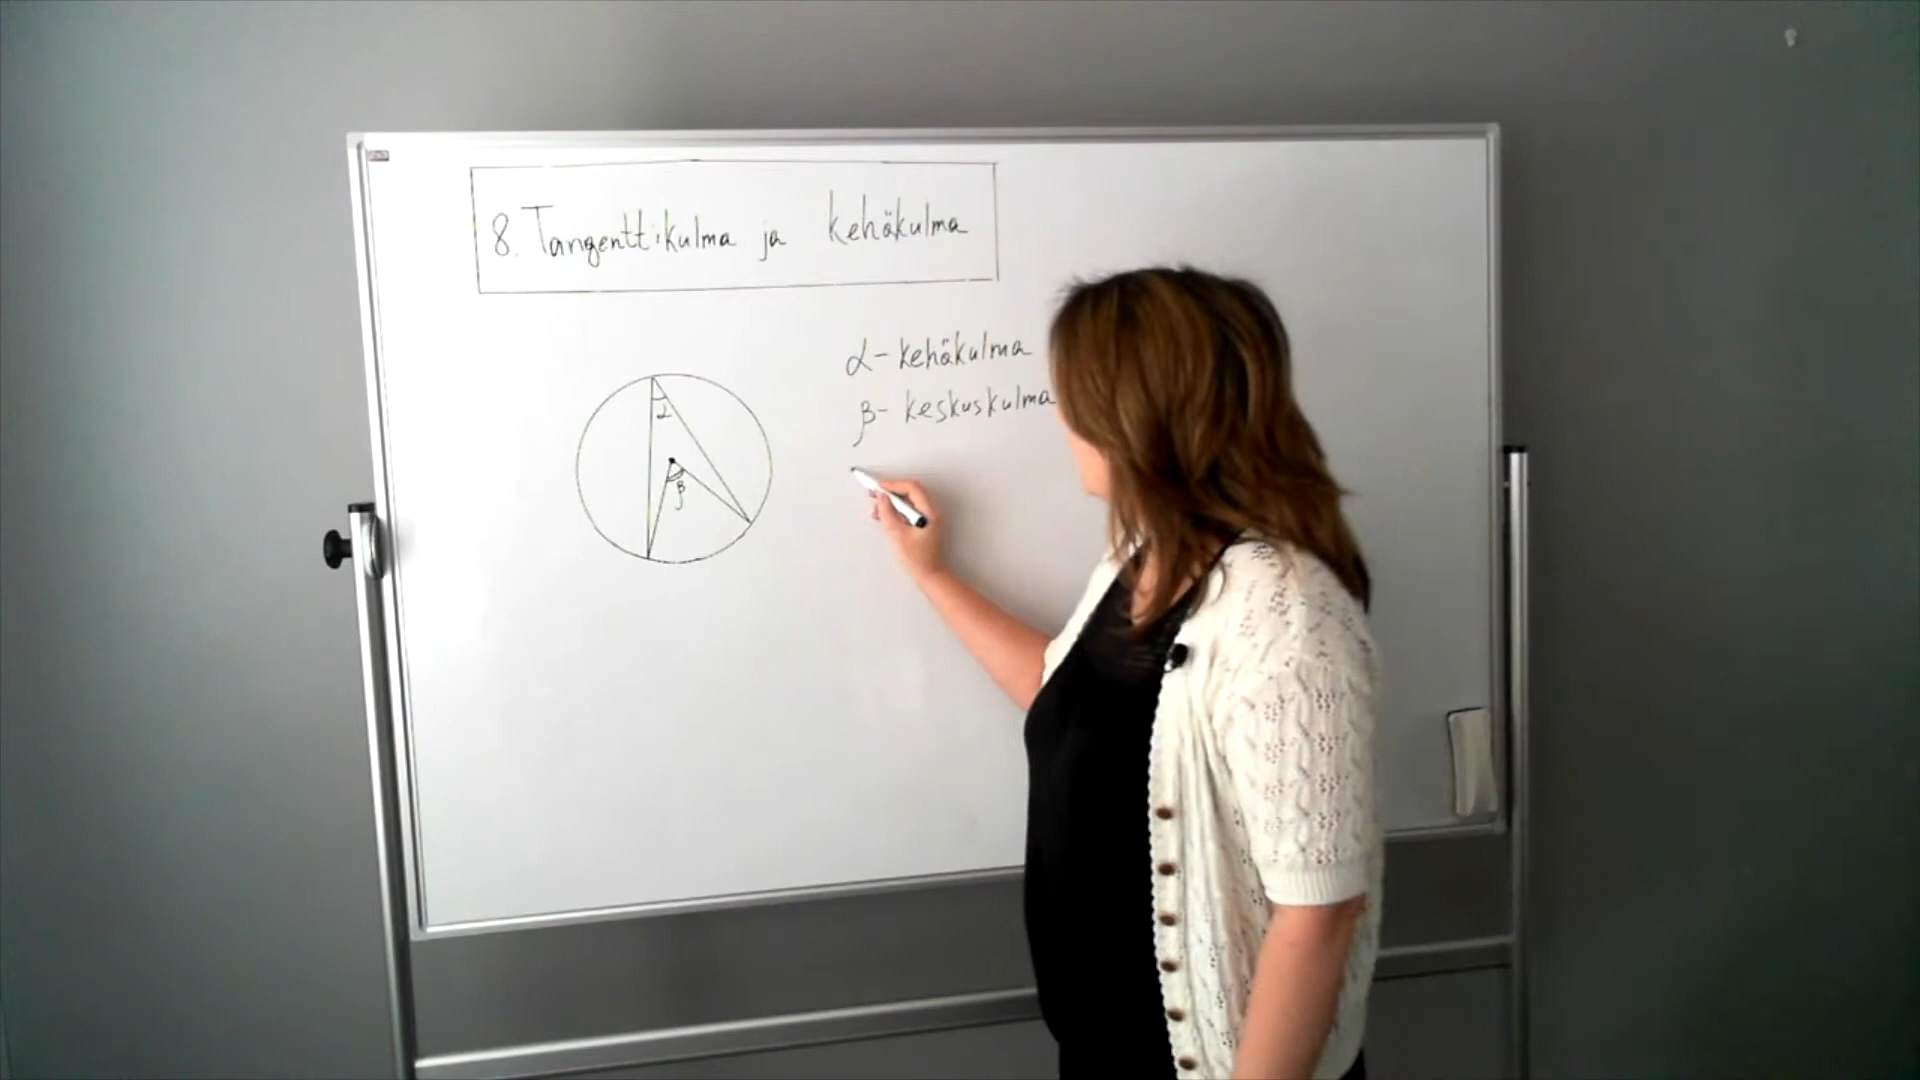 8. Tangenttikulma ja kehäkulma
α - kehäkulma
β - keskuskulma
α
β